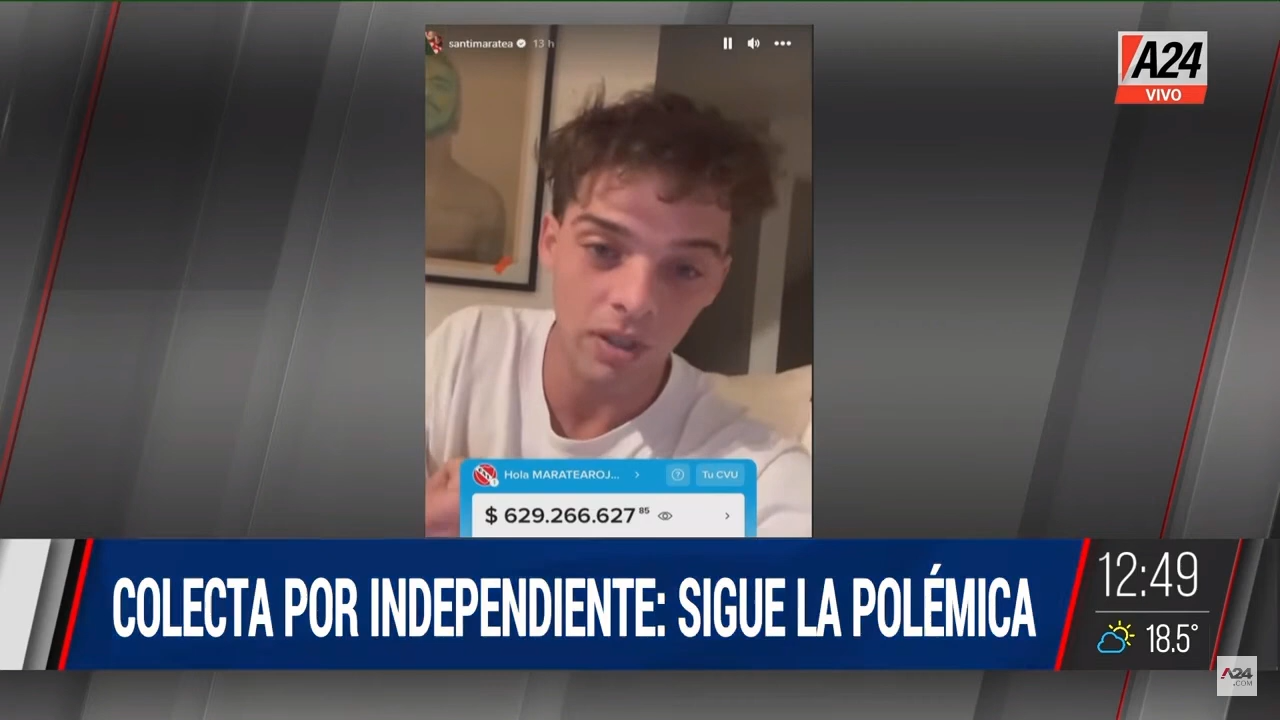 santimaratea 13 h
A24
VIVO
Hola MARATEAROJ...
Tu CVU
$ 629.266.627 85
COLECTA POR INDEPENDIENTE: SIGUE LA POLÉMICA
12:49
18.5°
A24
.COM